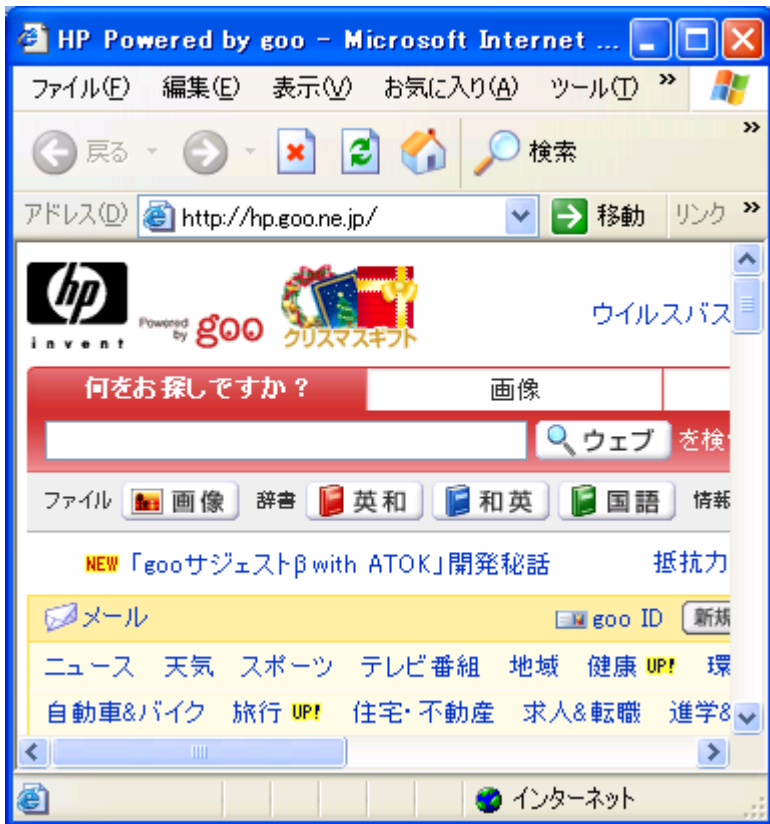 HP Powered by goo - Microsoft Internet ...
ファイル(F) 編集(E) 表示(V) お気に入り(A) ツール(T) »
戻る 検索 »
アドレス(D) http://hp.goo.ne.jp/ 移動 リンク »
hp invent Powered by goo クリスマスギフト ウイルスバス
何をお探しですか？ 画像
ウェブ を検
ファイル 画像 辞書 英和 和英 国語 情報
NEW 「gooサジェストβ with ATOK」開発秘話 抵抗力
メール goo ID 新規
ニュース 天気 スポーツ テレビ番組 地域 健康 UP! 環
自動車&バイク 旅行 UP! 住宅・不動産 求人&転職 進学&
インターネット